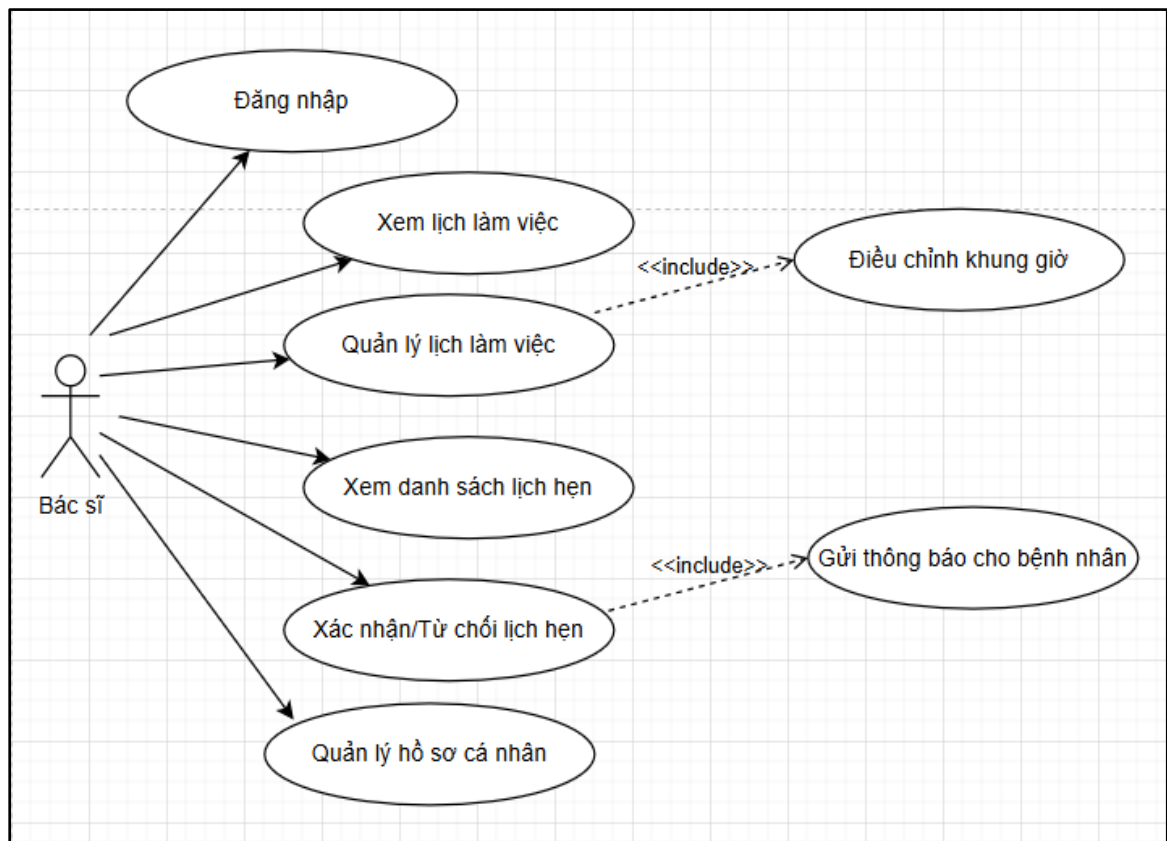 Đăng nhập
Xem lịch làm việc
<<include>>
Điều chỉnh khung giờ
Quản lý lịch làm việc
Bác sĩ
Xem danh sách lịch hẹn
<<include>>
Gửi thông báo cho bệnh nhân
Xác nhận/Từ chối lịch hẹn
Quản lý hồ sơ cá nhân